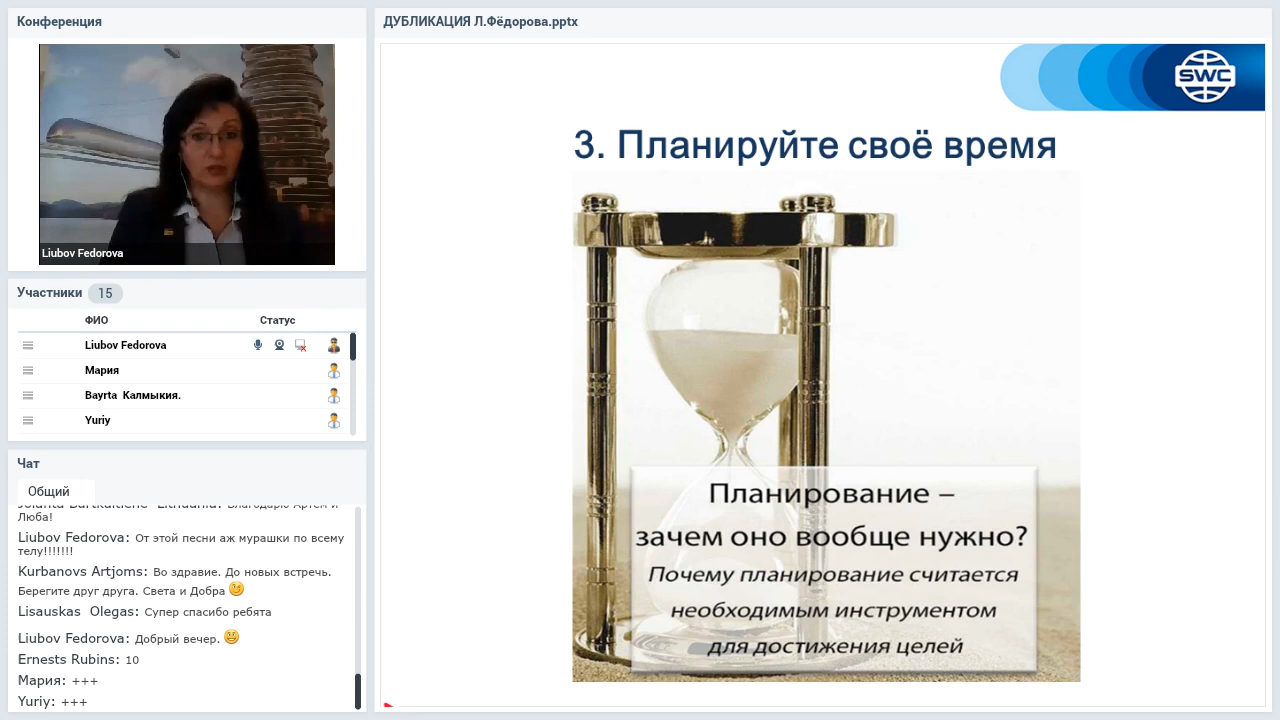 Конференция
Liubov Fedorova
Участники 15
ФИО Статус
Liubov Fedorova
Мария
Bayrta Калмыкия.
Yuriy
Чат
Общий
Люба!
Liubov Fedorova: От этой песни аж мурашки по всему
телу!!!!!!!
Kurbanovs Artjoms: Во здравие. До новых встречь.
Берегите друг друга. Света и Добра
Lisauskas Olegas: Супер спасибо ребята
Liubov Fedorova: Добрый вечер.
Ernests Rubins: 10
Мария: +++
Yuriy: +++
ДУБЛИКАЦИЯ Л.Фёдорова.pptx
SWC
3. Планируйте своё время
Планирование –
зачем оно вообще нужно?
Почему планирование считается
необходимым инструментом
для достижения целей